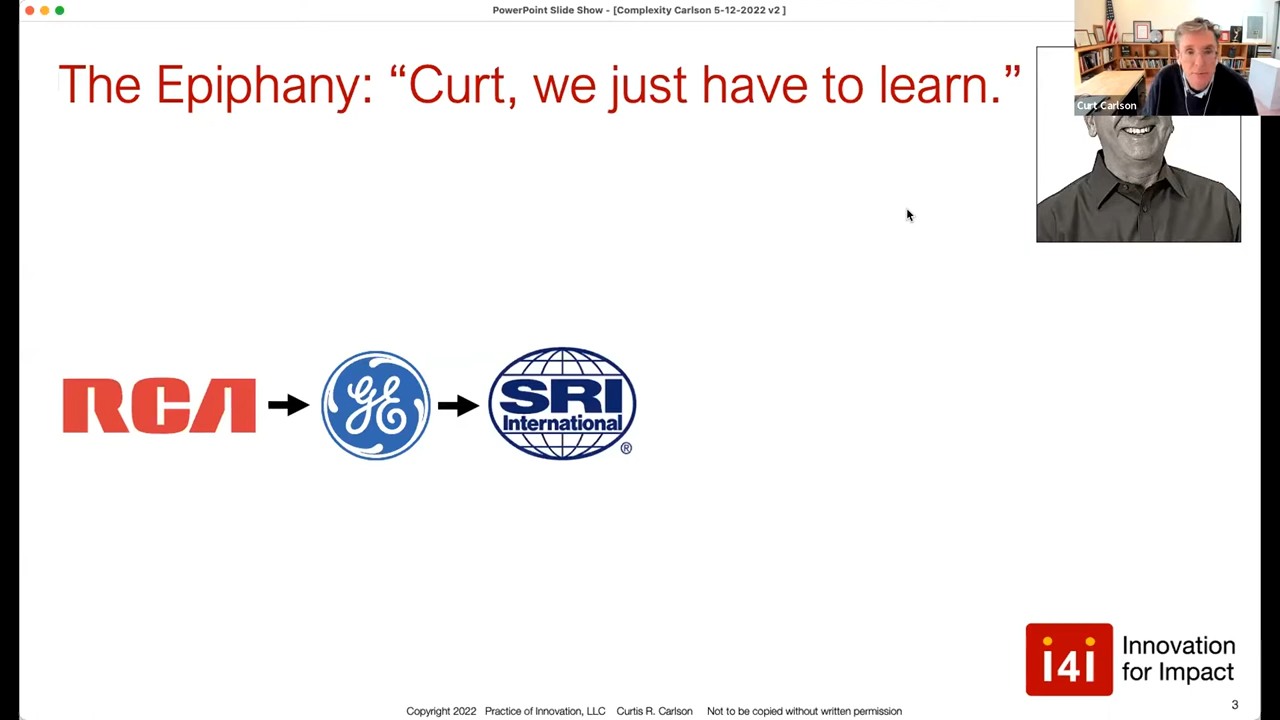 PowerPoint Slide Show - [Complexity Carlson 5-12-2022 v2 ]
The Epiphany: “Curt, we just have to learn.”
Curt Carlson
RCA
GE
SRI
International
®
i4i
Innovation
for Impact
Copyright 2022 Practice of Innovation, LLC Curtis R. Carlson Not to be copied without written permission
3